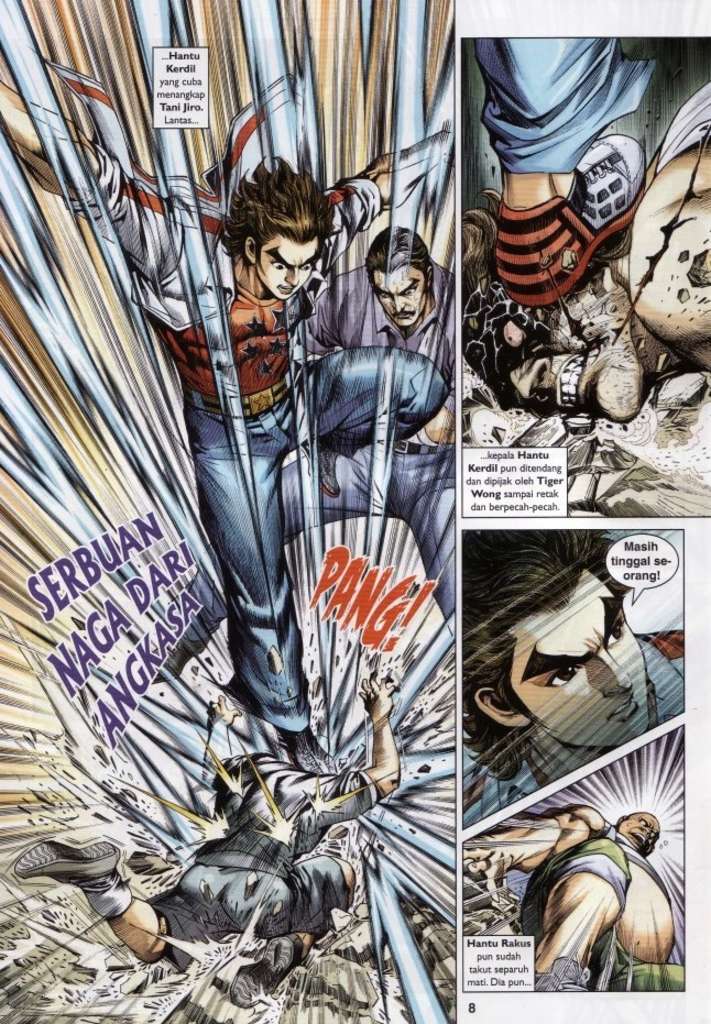 ...Hantu
Kerdil
yang cuba
menangkap
Tani Jiro.
Lantas...
SERBUAN
NAGA DARI
ANGKASA
PANG!
...kepala Hantu
Kerdil pun ditendang
dan dipijak oleh Tiger
Wong sampai retak
dan berpecah-pecah.
Masih
tinggal se-
orang!
Hantu Rakus
pun sudah
takut separuh
mati. Dia pun...
8